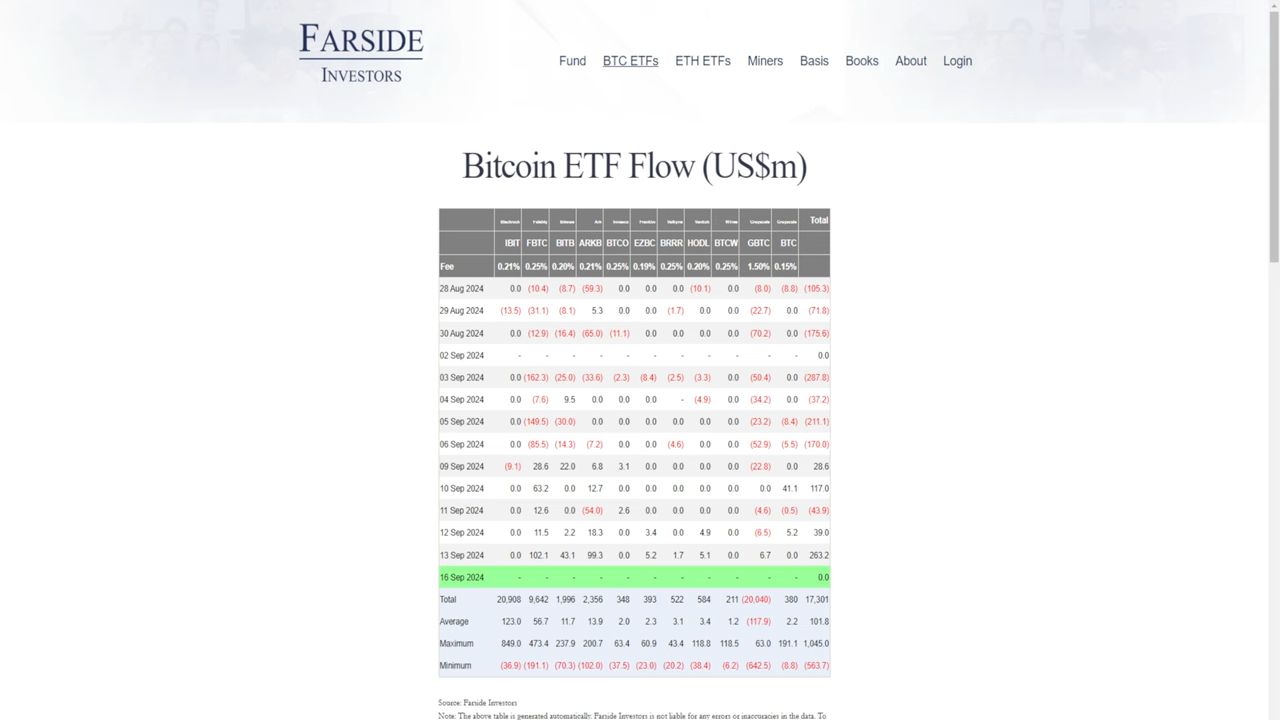 FARSIDE
INVESTORS
Fund BTC ETFs ETH ETFs Miners Basis Books About Login
Bitcoin ETF Flow (US$m)
Blackrock Fidelity Bitwise Ark Invesco Franklin Valkyrie Vaneck Wtree Grayscale Grayscale Total
IBIT FBTC BITB ARKB BTCO EZBC BRRR HODL BTCW GBTC BTC
Fee 0.21% 0.25% 0.20% 0.21% 0.25% 0.19% 0.25% 0.20% 0.25% 1.50% 0.15%
28 Aug 2024 0.0 (10.4) (8.7) (59.3) 0.0 0.0 0.0 (10.1) 0.0 (8.0) (8.8) (105.3)
29 Aug 2024 (13.5) (31.1) (8.1) 5.3 0.0 0.0 (1.7) 0.0 0.0 (22.7) 0.0 (71.8)
30 Aug 2024 0.0 (12.9) (16.4) (65.0) (11.1) 0.0 0.0 0.0 0.0 (70.2) 0.0 (175.6)
02 Sep 2024 - - - - - - - - - - - 0.0
03 Sep 2024 0.0 (162.3) (25.0) (33.6) (2.3) (8.4) (2.5) (3.3) 0.0 (50.4) 0.0 (287.8)
04 Sep 2024 0.0 (7.6) 9.5 0.0 0.0 0.0 - (4.9) 0.0 (34.2) 0.0 (37.2)
05 Sep 2024 0.0 (149.5) (30.0) 0.0 0.0 0.0 0.0 0.0 0.0 (23.2) (8.4) (211.1)
06 Sep 2024 0.0 (85.5) (14.3) (7.2) 0.0 0.0 (4.6) 0.0 0.0 (52.9) (5.5) (170.0)
09 Sep 2024 (9.1) 28.6 22.0 6.8 3.1 0.0 0.0 0.0 0.0 (22.8) 0.0 28.6
10 Sep 2024 0.0 63.2 0.0 12.7 0.0 0.0 0.0 0.0 0.0 0.0 41.1 117.0
11 Sep 2024 0.0 12.6 0.0 (54.0) 2.6 0.0 0.0 0.0 0.0 (4.6) (0.5) (43.9)
12 Sep 2024 0.0 11.5 2.2 18.3 0.0 3.4 0.0 4.9 0.0 (6.5) 5.2 39.0
13 Sep 2024 0.0 102.1 43.1 99.3 0.0 5.2 1.7 5.1 0.0 6.7 0.0 263.2
16 Sep 2024 - - - - - - - - - - - 0.0
Total 20,908 9,642 1,996 2,356 348 393 522 584 211 (20,040) 380 17,301
Average 123.0 56.7 11.7 13.9 2.0 2.3 3.1 3.4 1.2 (117.9) 2.2 101.8
Maximum 849.0 473.4 237.9 200.7 63.4 60.9 43.4 118.8 118.5 63.0 191.1 1,045.0
Minimum (36.9) (191.1) (70.3) (102.0) (37.5) (23.0) (20.2) (38.4) (6.2) (642.5) (8.8) (563.7)
Source: Farside Investors
Note: The above table is generated automatically. Farside Investors is not liable for any errors or inaccuracies in the data. To